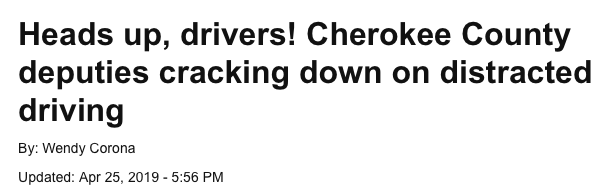 Heads up, drivers! Cherokee County
deputies cracking down on distracted
driving
By: Wendy Corona
Updated: Apr 25, 2019 - 5:56 PM